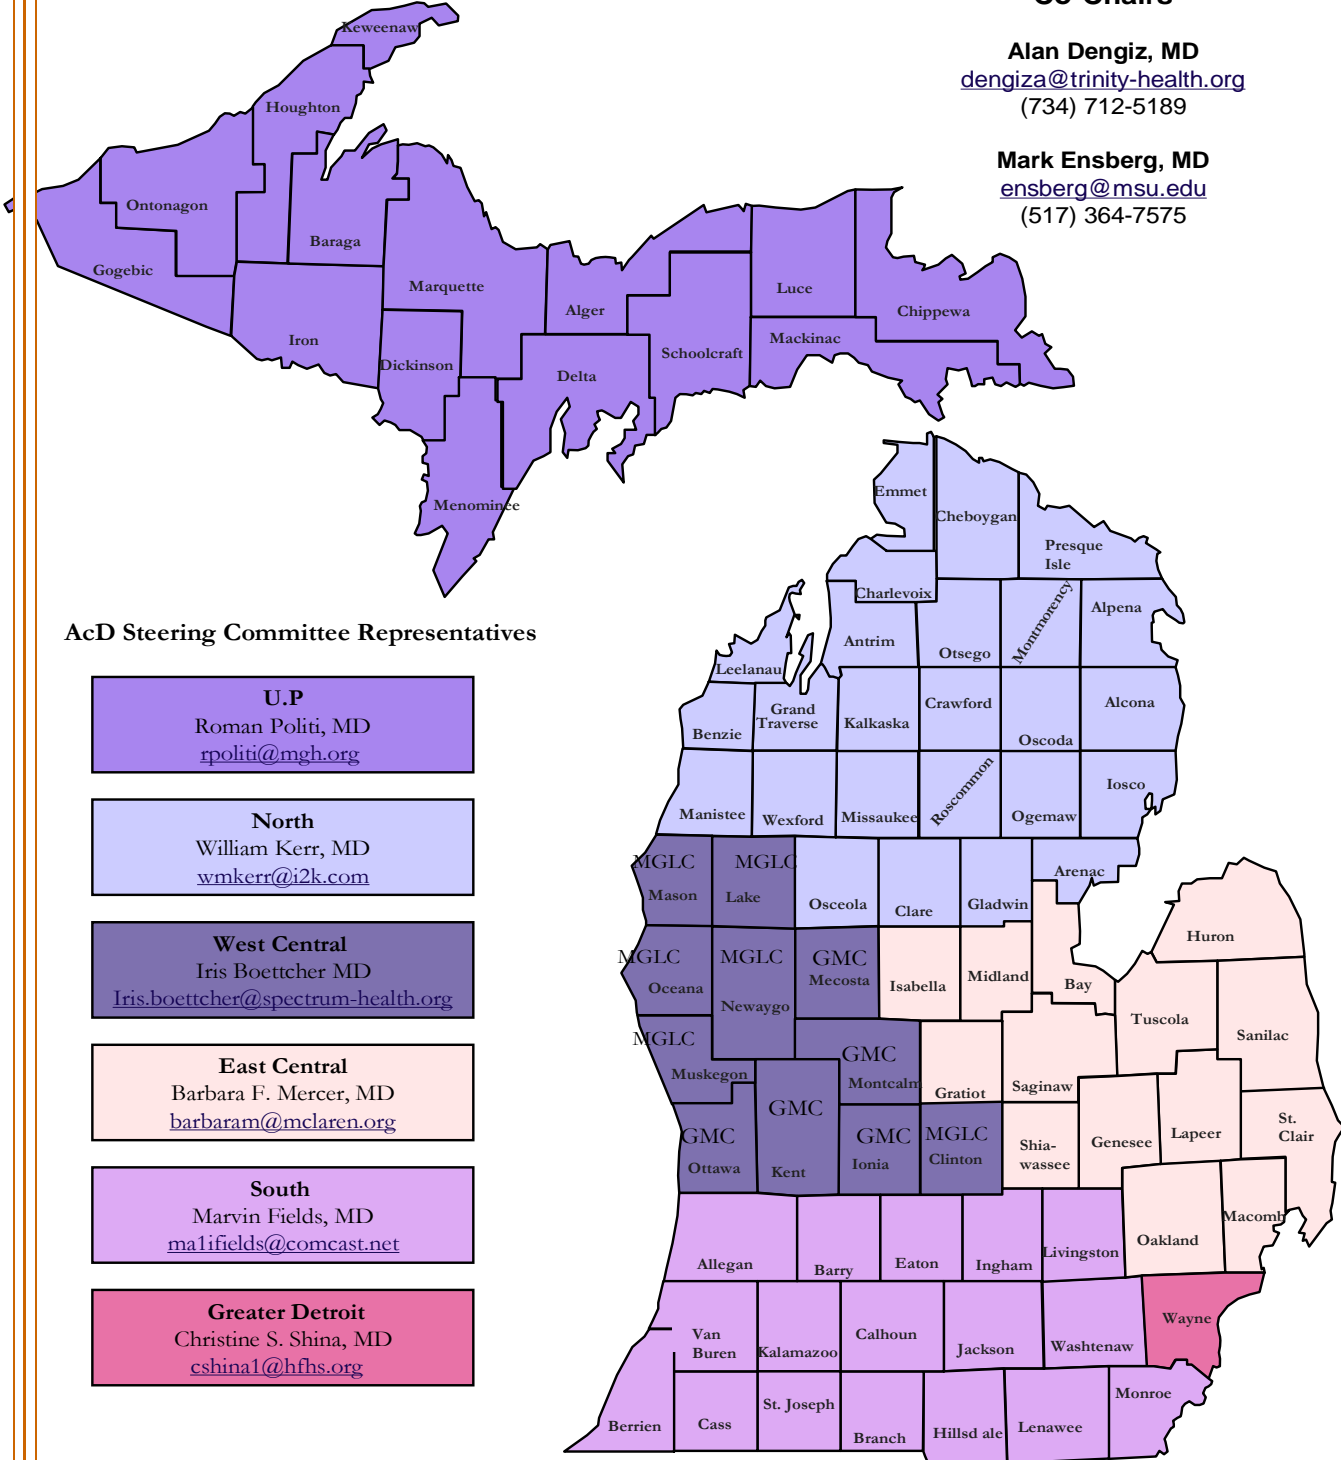 Co-Chairs
Alan Dengiz, MD
dengiza@trinity-health.org
(734) 712-5189
Mark Ensberg, MD
ensberg@msu.edu
(517) 364-7575
Keweenaw
Houghton
Ontonagon
Baraga
Gogebic
Marquette
Luce
Alger
Chippewa
Iron
Mackinac
Schoolcraft
Dickinson
Delta
Menominee
Emmet
Cheboygan
Presque
Isle
Charlevoix
Montmorency
Alpena
Antrim
Otsego
Leelanau
Grand
Traverse
Kalkaska
Crawford
Alcona
Benzie
Oscoda
Iosco
Manistee
Wexford
Missaukee
Roscommon
Ogemaw
MGLC
Mason
MGLC
Lake
Osceola
Clare
Gladwin
Arenac
Huron
MGLC
Oceana
MGLC
Newaygo
GMC
Mecosta
Isabella
Midland
Bay
Tuscola
Sanilac
MGLC
Muskegon
GMC
Montcalm
Gratiot
Saginaw
GMC
Ottawa
GMC
Kent
GMC
Ionia
MGLC
Clinton
Shia-
wassee
Genesee
Lapeer
St.
Clair
Allegan
Barry
Eaton
Ingham
Livingston
Oakland
Macomb
Van
Buren
Kalamazoo
Calhoun
Jackson
Washtenaw
Wayne
Berrien
Cass
St. Joseph
Branch
Hillsd ale
Lenawee
Monroe
AcD Steering Committee Representatives
U.P
Roman Politi, MD
rpoliti@mgh.org
North
William Kerr, MD
wmkerr@i2k.com
West Central
Iris Boettcher MD
Iris.boettcher@spectrum-health.org
East Central
Barbara F. Mercer, MD
barbaram@mclaren.org
South
Marvin Fields, MD
ma1ifields@comcast.net
Greater Detroit
Christine S. Shina, MD
cshina1@hfhs.org